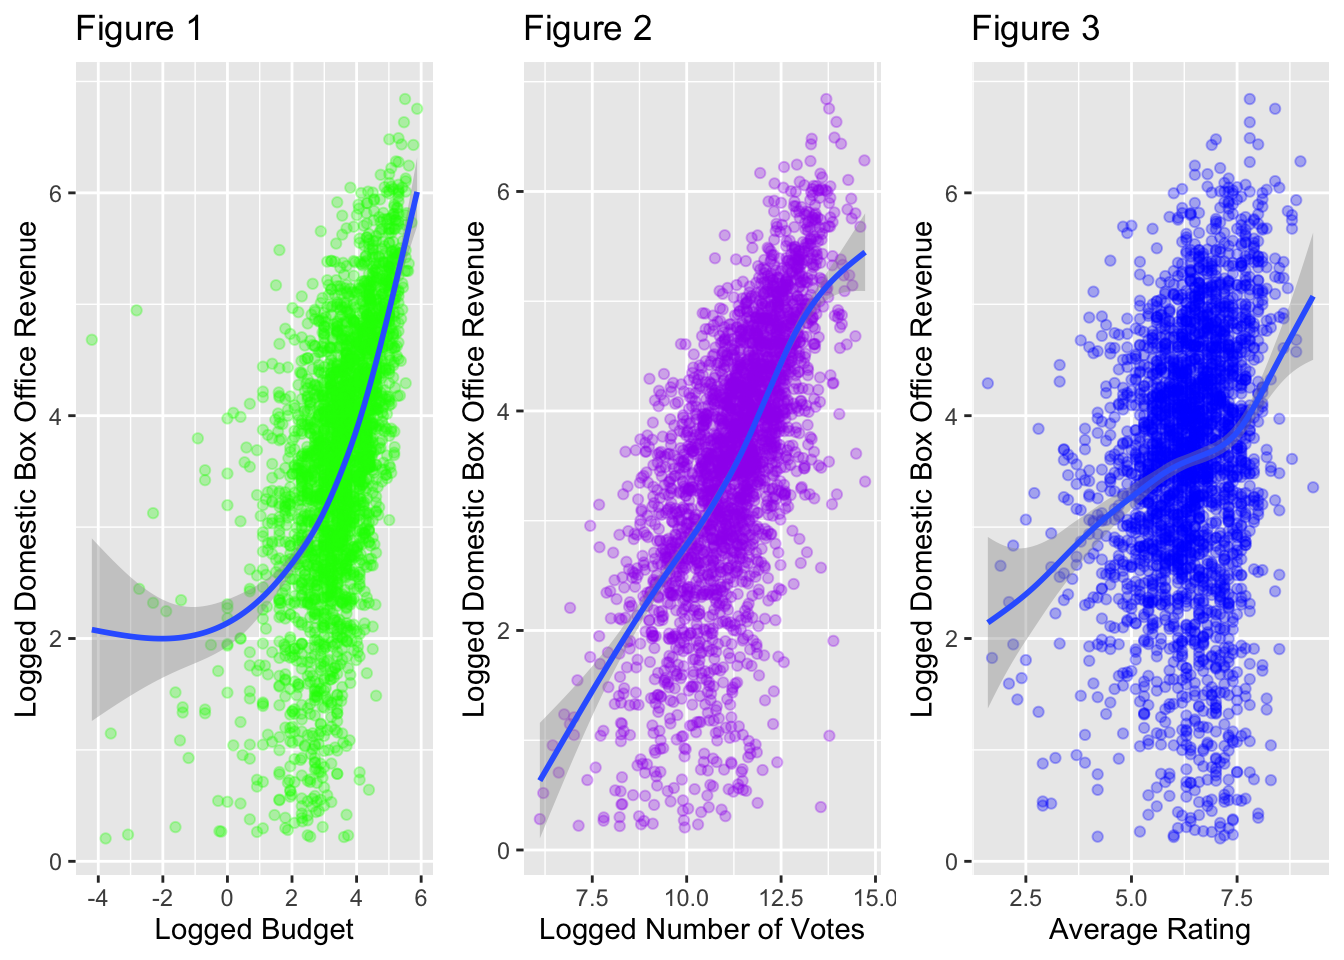 Figure 1
Logged Domestic Box Office Revenue
6
4
2
0
-4 -2 0 2 4 6
Logged Budget
Figure 2
Logged Domestic Box Office Revenue
6
4
2
0
7.5 10.0 12.5 15.0
Logged Number of Votes
Figure 3
Logged Domestic Box Office Revenue
6
4
2
0
2.5 5.0 7.5
Average Rating